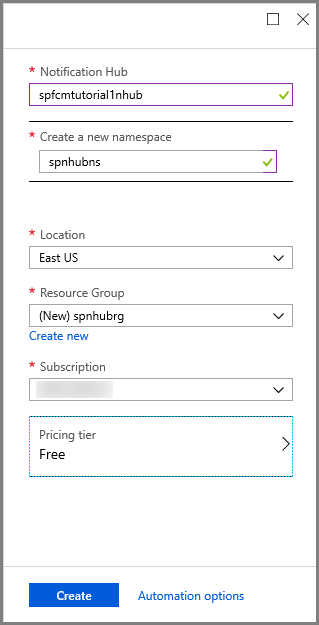 * Notification Hub
spfcmtutorial1nhub
* Create a new namespace
spnhubns
* Location
East US
* Resource Group
(New) spnhubrg
Create new
* Subscription
Pricing tier
Free
Create
Automation options